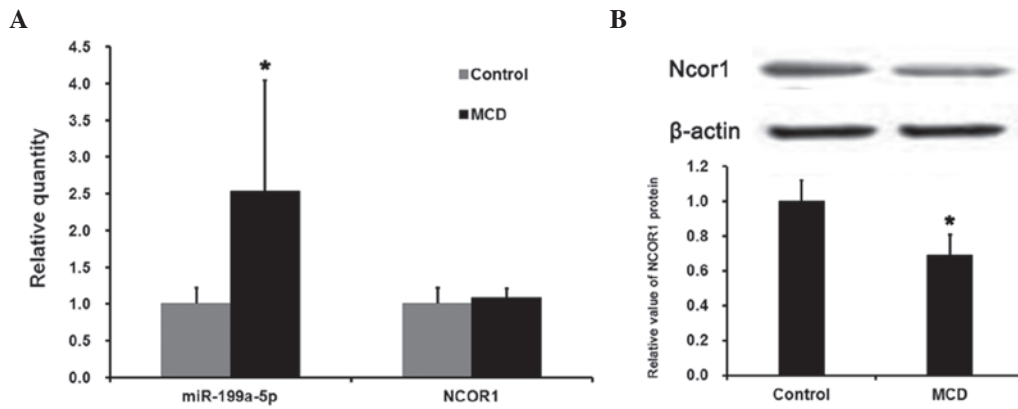 A
Relative quantity
4.5
4.0
3.5
3.0
2.5
2.0
1.5
1.0
0.5
0.0
*
Control
MCD
miR-199a-5p
NCOR1
B
Ncor1
β-actin
Relative value of NCOR1 protein
1.2
1.0
0.8
0.6
0.4
0.2
0.0
*
Control
MCD